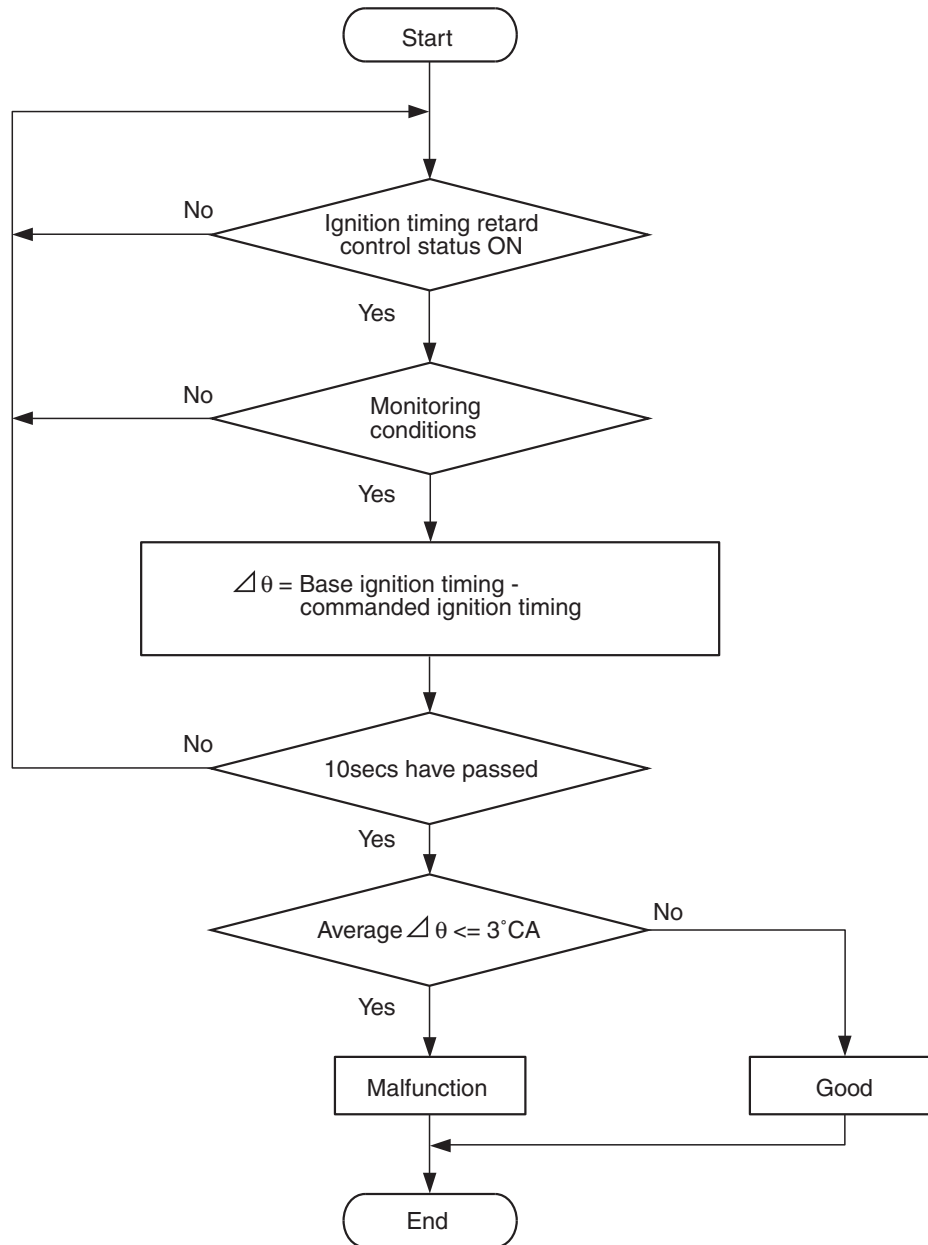 Start
No
Ignition timing retard
control status ON
Yes
No
Monitoring
conditions
Yes
⊿θ = Base ignition timing -
commanded ignition timing
No
10secs have passed
Yes
Average ⊿ θ <= 3°CA
No
Yes
Malfunction
Good
End